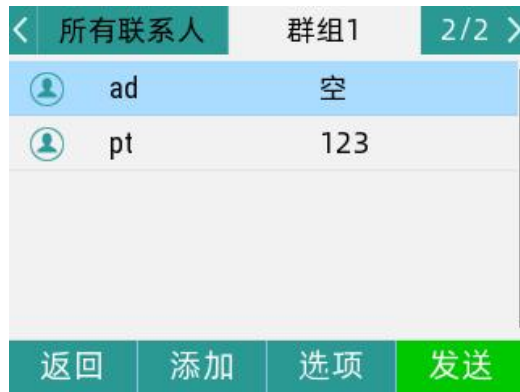 < 所有联系人 群组1 2/2 >
ad 空
pt 123
返回 添加 选项 发送